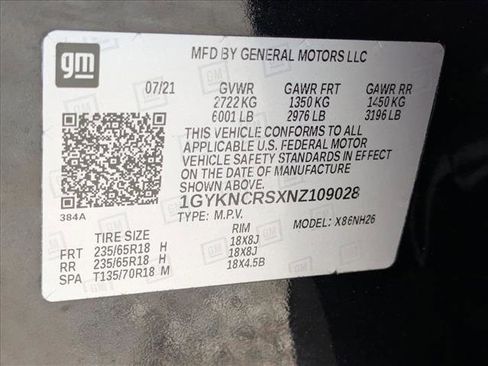 gm
MFD BY GENERAL MOTORS LLC
07/21 GVWR GAWR FRT GAWR RR
2722 KG 1350 KG 1450 KG
6001 LB 2976 LB 3196 LB
THIS VEHICLE CONFORMS TO ALL
APPLICABLE U.S. FEDERAL MOTOR
VEHICLE SAFETY STANDARDS IN EFFECT
ON THE DATE OF MANUFACTURE
SHOWN ABOVE.
384A
1GYKNCRSXNZ109028
TYPE: M.P.V. MODEL: X86NH26
TIRE SIZE RIM
FRT 235/65R18 H 18X8J
RR 235/65R18 H 18X8J
SPA T135/70R18 M 18X4.5B